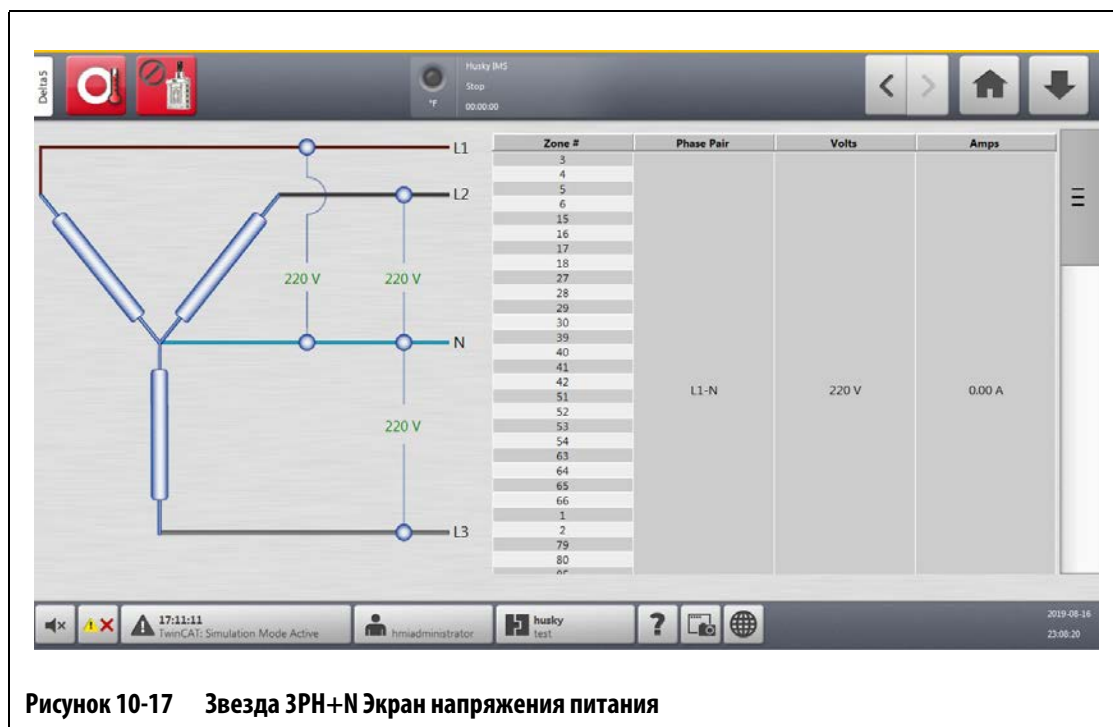 Delta5
Husky IMS
Stop
°F 00:00:00
L1
L2
220 V 220 V
N
220 V
L3
Zone # Phase Pair Volts Amps
3
4
5
6
15
16
17
18
27
28
29
30
39
40
41
42
51
52
53
54
63
64
65
66
1
2
79
80
L1-N 220 V 0.00 A
17:11:11
TwinCAT: Simulation Mode Active
hmiadministrator
husky
test
?
2019-08-16
23:08:20
Рисунок 10-17 Звезда 3PH+N Экран напряжения питания